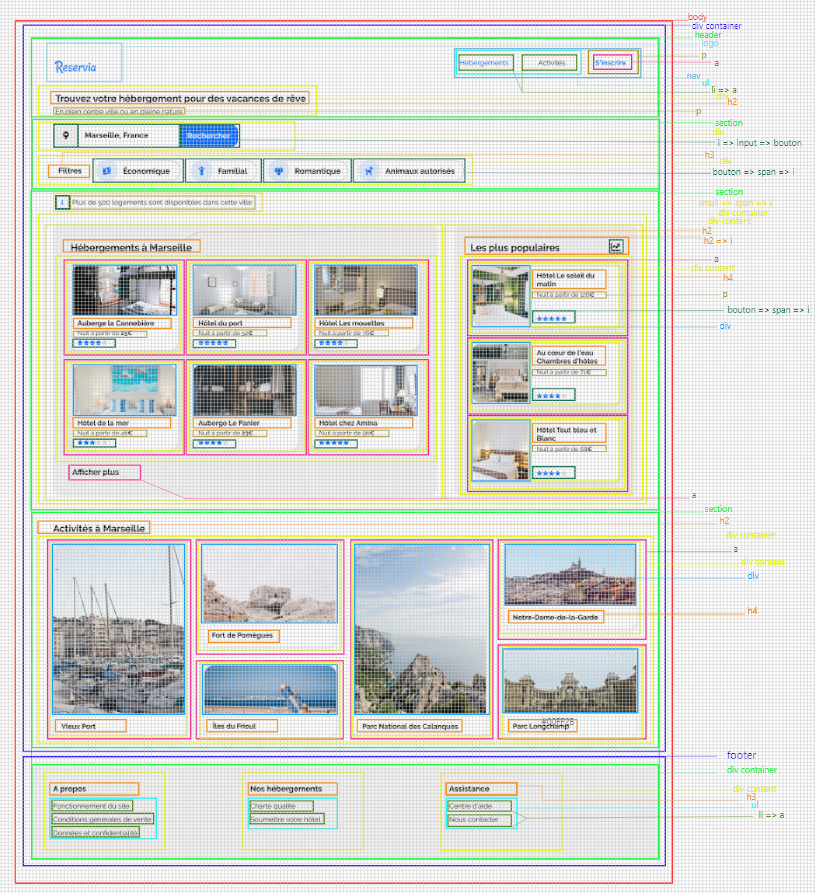 body
div container
header
logo
Reservia
Hébergements
Activités
S'inscrire
p
a
nav
ul
li => a
div
Trouvez votre hébergement pour des vacances de rêve
h2
En plein centre ville ou en pleine nature
p
section
div
Marseille, France
Rechercher
i => input => bouton
h3
div
Filtres
Économique
Familial
Romantique
Animaux autorisés
bouton => span => i
section
Plus de 500 logements sont disponibles dans cette ville
small => span => i
div container
div content
h2
Hébergements à Marseille
Les plus populaires
h2 => i
a
div content
h4
Hôtel Le soleil du
matin
Nuit à partir de 128€
p
bouton => span => i
div
Auberge la Cannebière
Nuit à partir de 25€
Hôtel du port
Nuit à partir de 52€
Hôtel Les mouettes
Nuit à partir de 76€
Au cœur de l'eau
Chambres d'hôtes
Nuit à partir de 71€
Hôtel de la mer
Nuit à partir de 46€
Auberge Le Panier
Nuit à partir de 23€
Hôtel chez Amina
Nuit à partir de 96€
Hôtel Tout bleu et
Blanc
Nuit à partir de 68€
Afficher plus
a
section
h2
Activités à Marseille
div container
a
div content
div
h4
Fort de Pomègues
Notre-Dame-de-la-Garde
Vieux Port
Îles du Frioul
Parc National des Calanques
Parc Longchamp
footer
div container
div content
A propos
Nos hébergements
Assistance
h3
ul
li => a
Fonctionnement du site
Conditions générales de vente
Données et confidentialité
Charte qualité
Soumettre votre hôtel
Centre d'aide
Nous contacter